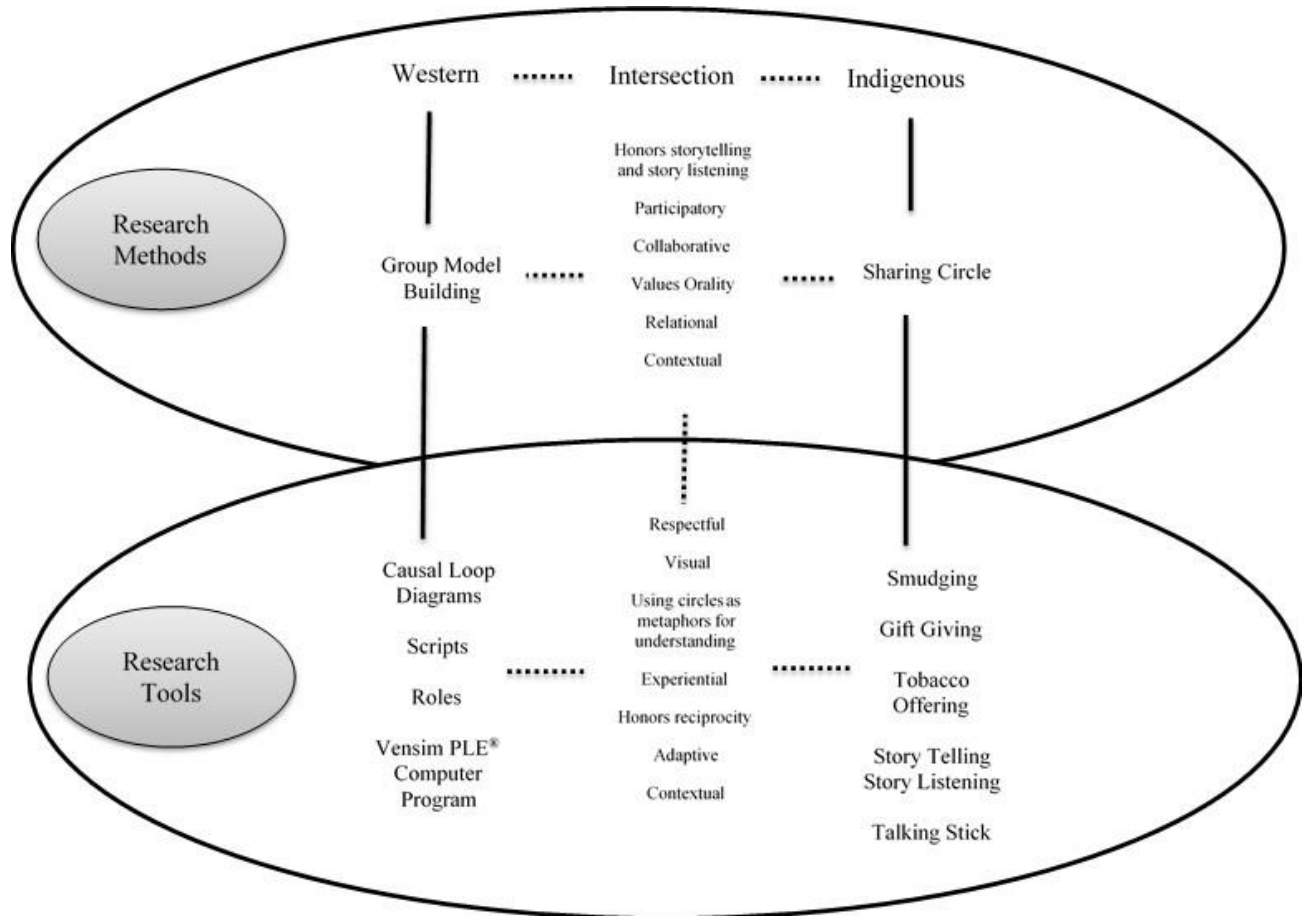 Western
Intersection
Indigenous
Research
Methods
Group Model
Building
Honors storytelling
and story listening
Participatory
Collaborative
Values Orality
Relational
Contextual
Sharing Circle
Research
Tools
Causal Loop
Diagrams
Scripts
Roles
Vensim PLE®
Computer
Program
Respectful
Visual
Using circles as
metaphors for
understanding
Experiential
Honors reciprocity
Adaptive
Contextual
Smudging
Gift Giving
Tobacco
Offering
Story Telling
Story Listening
Talking Stick